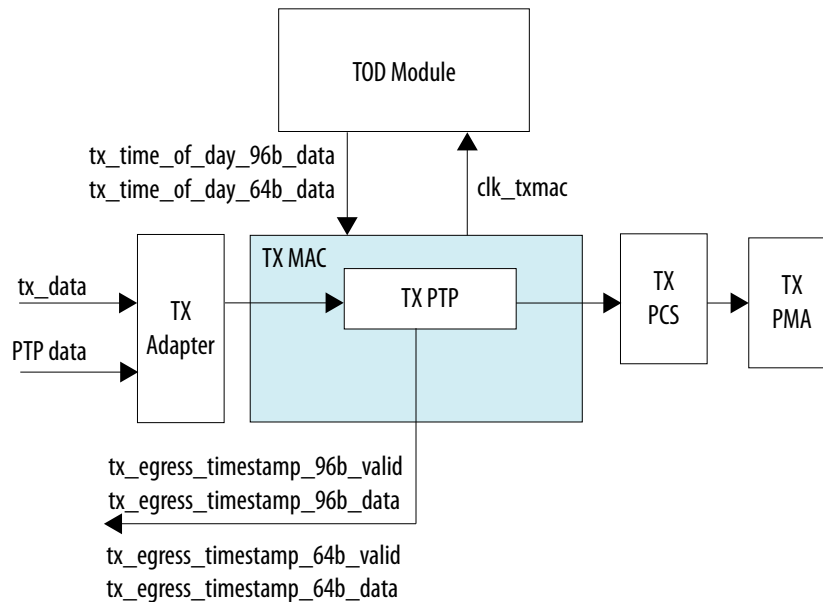 TOD Module
tx_time_of_day_96b_data
tx_time_of_day_64b_data
clk_txmac
TX MAC
tx_data
PTP data
TX
Adapter
TX PTP
TX
PCS
TX
PMA
tx_egress_timestamp_96b_valid
tx_egress_timestamp_96b_data
tx_egress_timestamp_64b_valid
tx_egress_timestamp_64b_data